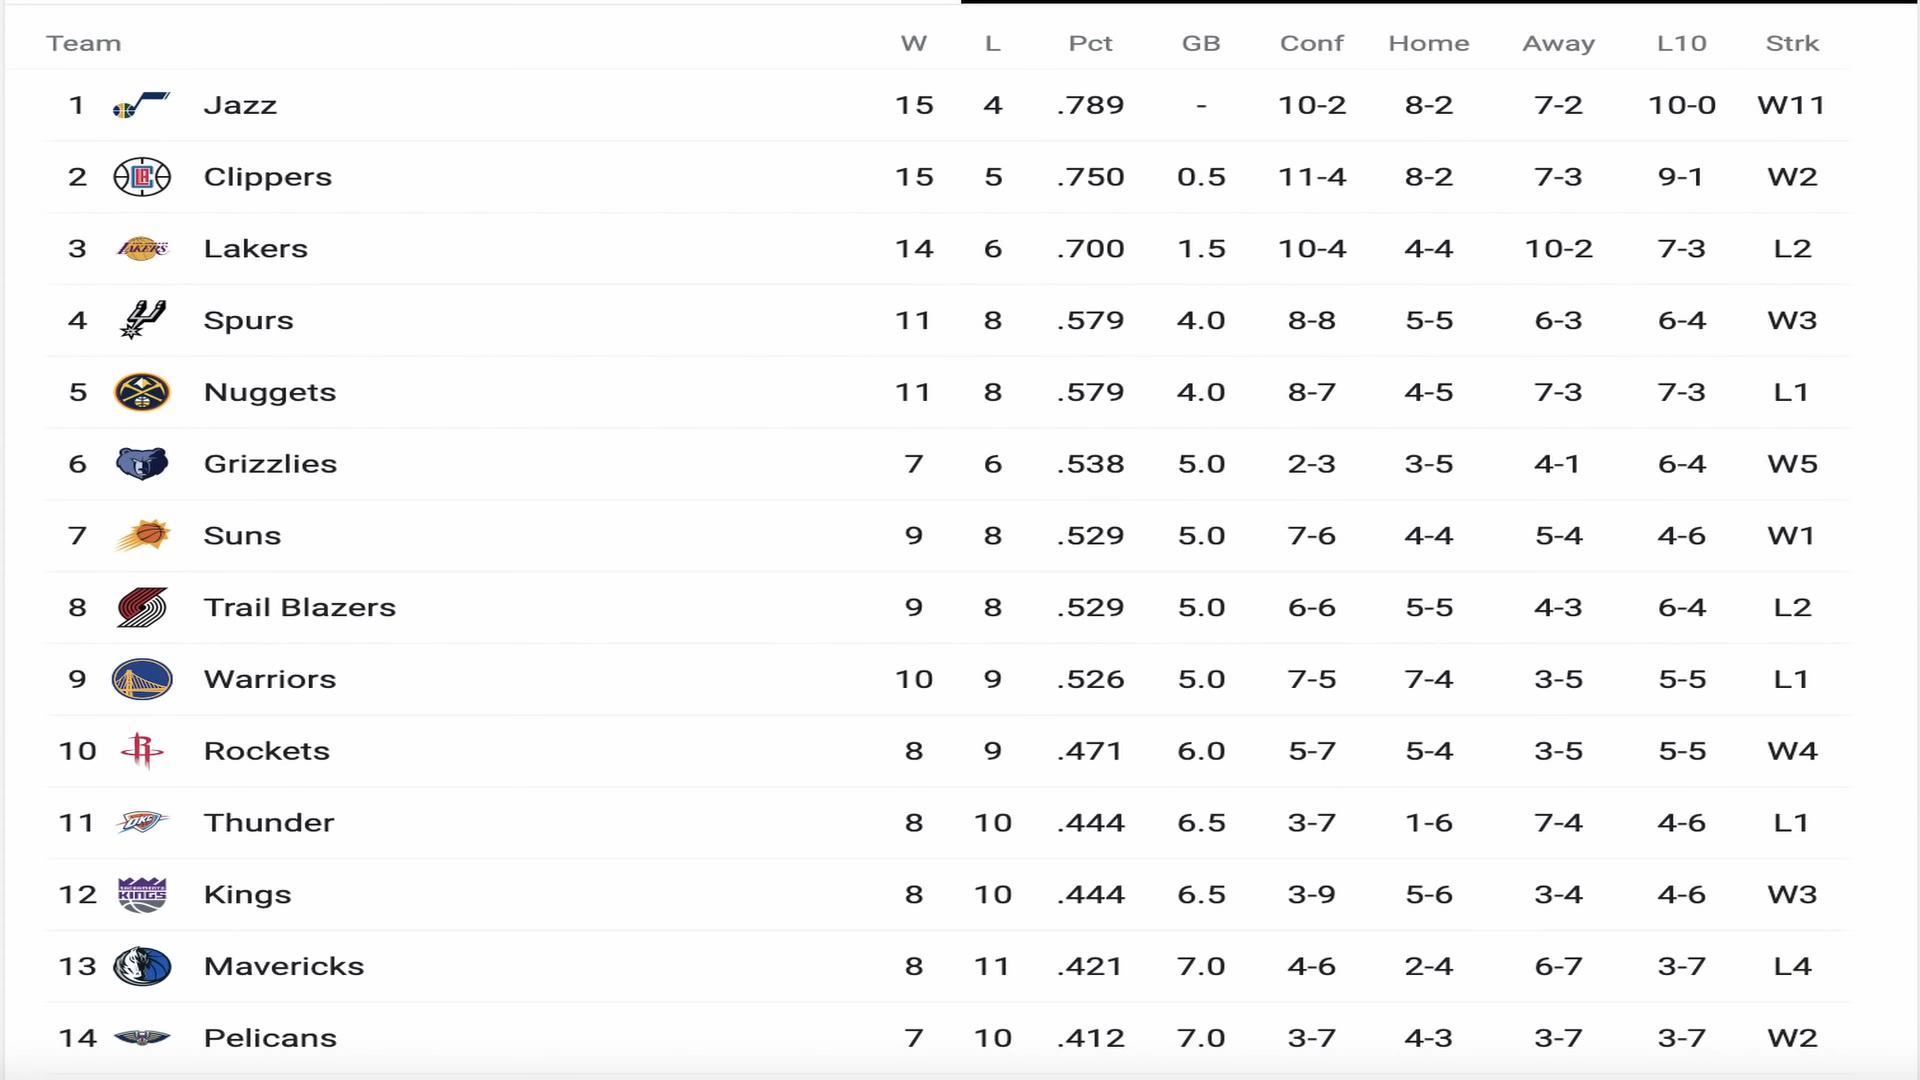 Team W L Pct GB Conf Home Away L10 Strk
1 Jazz 15 4 .789 - 10-2 8-2 7-2 10-0 W11
2 Clippers 15 5 .750 0.5 11-4 8-2 7-3 9-1 W2
3 LAKERS Lakers 14 6 .700 1.5 10-4 4-4 10-2 7-3 L2
4 Spurs 11 8 .579 4.0 8-8 5-5 6-3 6-4 W3
5 Nuggets 11 8 .579 4.0 8-7 4-5 7-3 7-3 L1
6 Grizzlies 7 6 .538 5.0 2-3 3-5 4-1 6-4 W5
7 Suns 9 8 .529 5.0 7-6 4-4 5-4 4-6 W1
8 Trail Blazers 9 8 .529 5.0 6-6 5-5 4-3 6-4 L2
9 Warriors 10 9 .526 5.0 7-5 7-4 3-5 5-5 L1
10 R Rockets 8 9 .471 6.0 5-7 5-4 3-5 5-5 W4
11 OKC Thunder 8 10 .444 6.5 3-7 1-6 7-4 4-6 L1
12 SACRAMENTO KINGS Kings 8 10 .444 6.5 3-9 5-6 3-4 4-6 W3
13 Mavericks 8 11 .421 7.0 4-6 2-4 6-7 3-7 L4
14 Pelicans 7 10 .412 7.0 3-7 4-3 3-7 3-7 W2